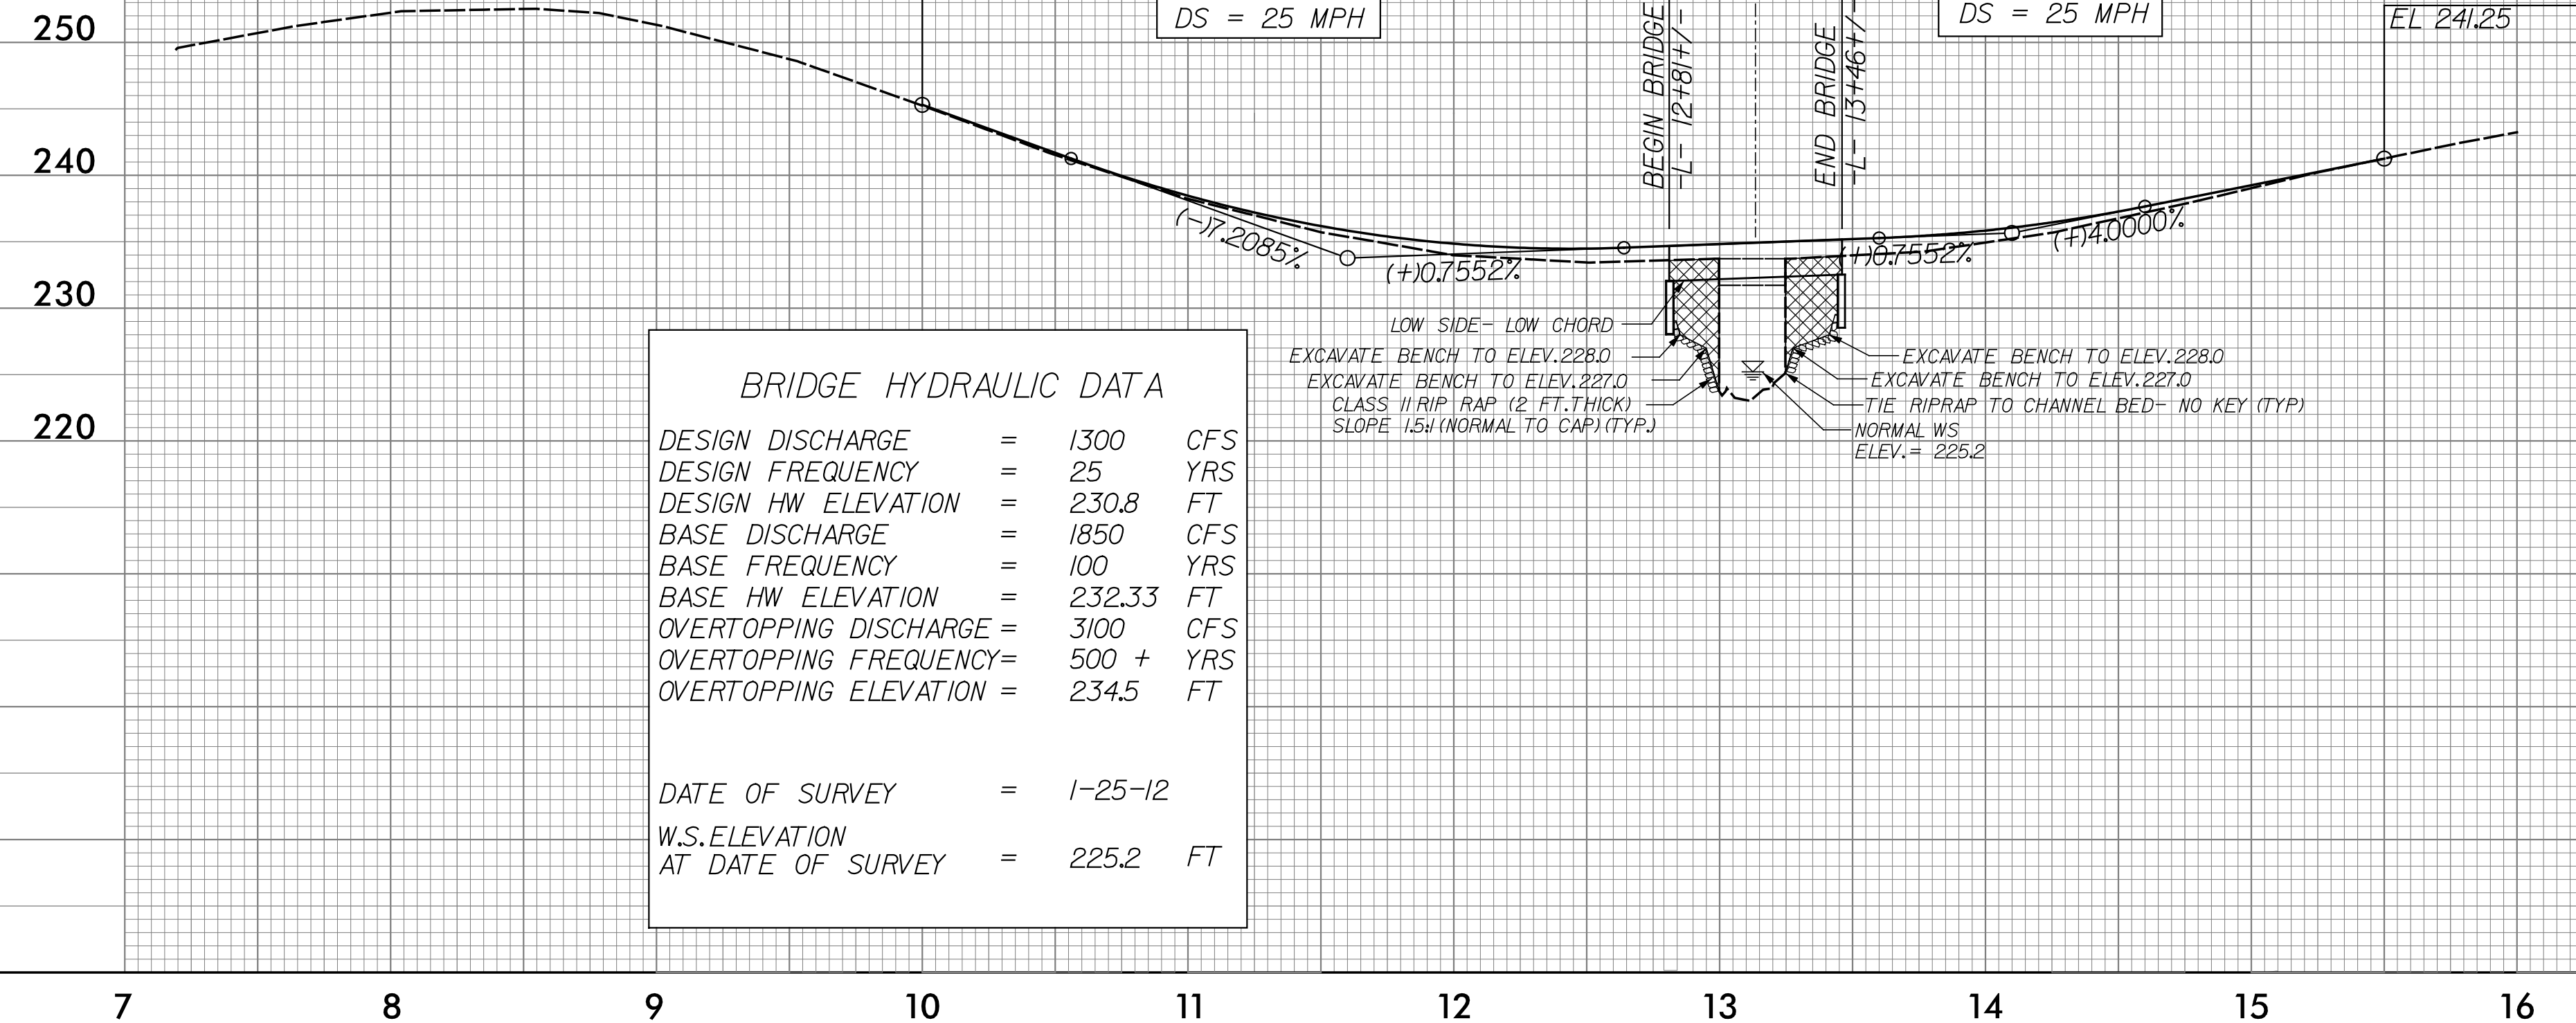 250
240
230
220
DS = 25 MPH
BEGIN BRIDGE
-L- 12+81+/-
END BRIDGE
-L- 13+46+/-
DS = 25 MPH
EL 241.25
(-)7.2085%
(+)0.7552%
(+)0.7552%
(+)4.0000%
LOW SIDE- LOW CHORD
EXCAVATE BENCH TO ELEV.228.0
EXCAVATE BENCH TO ELEV.227.0
CLASS II RIP RAP (2 FT.THICK)
SLOPE 1.5:1 (NORMAL TO CAP) (TYP.)
EXCAVATE BENCH TO ELEV.228.0
EXCAVATE BENCH TO ELEV.227.0
TIE RIPRAP TO CHANNEL BED- NO KEY (TYP)
NORMAL WS
ELEV.= 225.2
BRIDGE HYDRAULIC DATA
DESIGN DISCHARGE = 1300 CFS
DESIGN FREQUENCY = 25 YRS
DESIGN HW ELEVATION = 230.8 FT
BASE DISCHARGE = 1850 CFS
BASE FREQUENCY = 100 YRS
BASE HW ELEVATION = 232.33 FT
OVERTOPPING DISCHARGE = 3100 CFS
OVERTOPPING FREQUENCY= 500 + YRS
OVERTOPPING ELEVATION = 234.5 FT
DATE OF SURVEY = 1-25-12
W.S.ELEVATION
AT DATE OF SURVEY = 225.2 FT
7 8 9 10 11 12 13 14 15 16